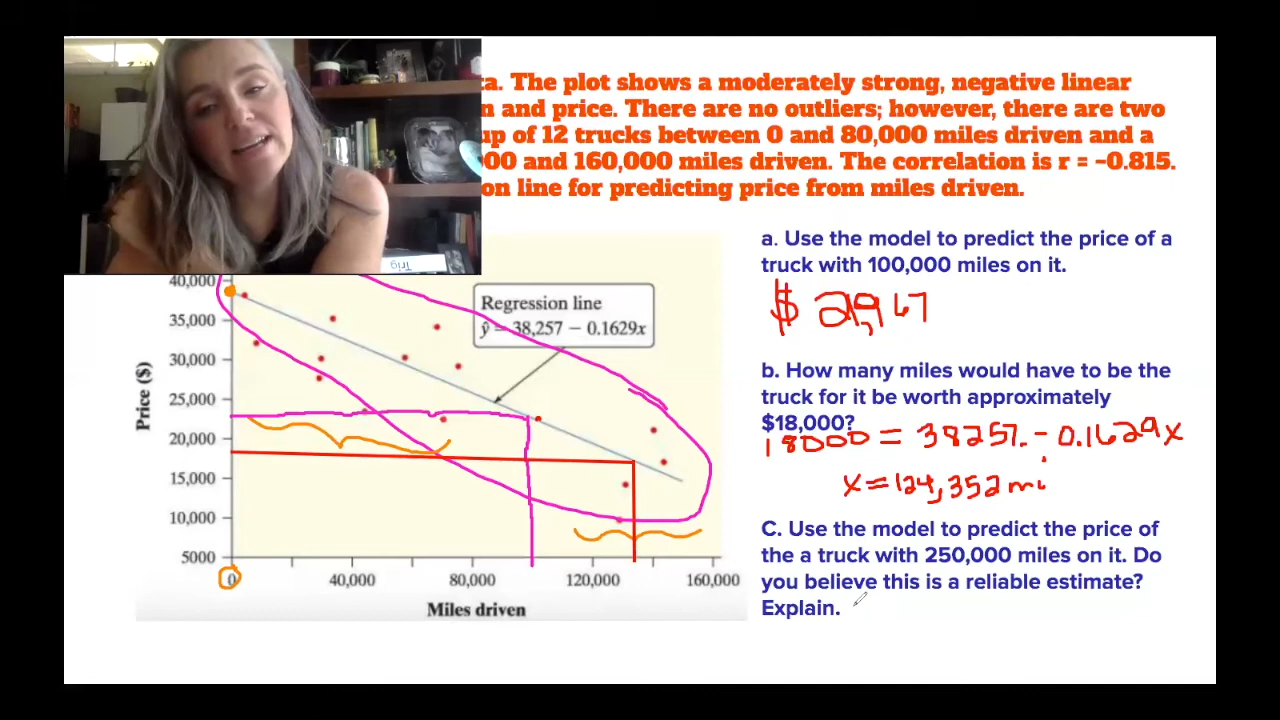 ta. The plot shows a moderately strong, negative linear
n and price. There are no outliers; however, there are two
up of 12 trucks between 0 and 80,000 miles driven and a
00 and 160,000 miles driven. The correlation is r = −0.815.
on line for predicting price from miles driven.
Trig
a. Use the model to predict the price of a
truck with 100,000 miles on it.
b. How many miles would have to be the
truck for it be worth approximately
$18,000?
18000 = 38257. - 0.1629x
x = 124,352 mi
C. Use the model to predict the price of
the a truck with 250,000 miles on it. Do
you believe this is a reliable estimate?
Explain.
Regression line
ŷ = 38,257 − 0.1629x
Price ($)
40,000
35,000
30,000
25,000
20,000
15,000
10,000
5000
0 40,000 80,000 120,000 160,000
Miles driven